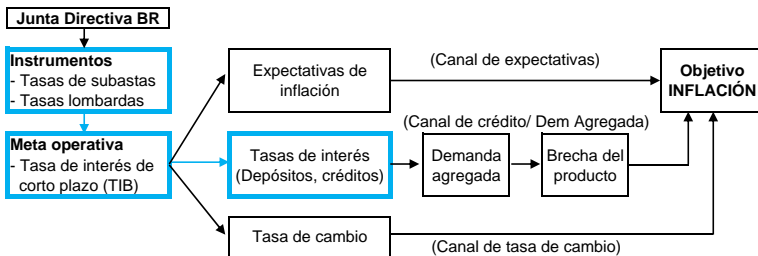 Junta Directiva BR
Instrumentos
- Tasas de subastas
- Tasas lombardas
Meta operativa
- Tasa de interés de
corto plazo (TIB)
Expectativas de
inflación
(Canal de expectativas)
Objetivo
INFLACIÓN
(Canal de crédito/ Dem Agregada)
Tasas de interés
(Depósitos, créditos)
Demanda
agregada
Brecha del
producto
Tasa de cambio
(Canal de tasa de cambio)